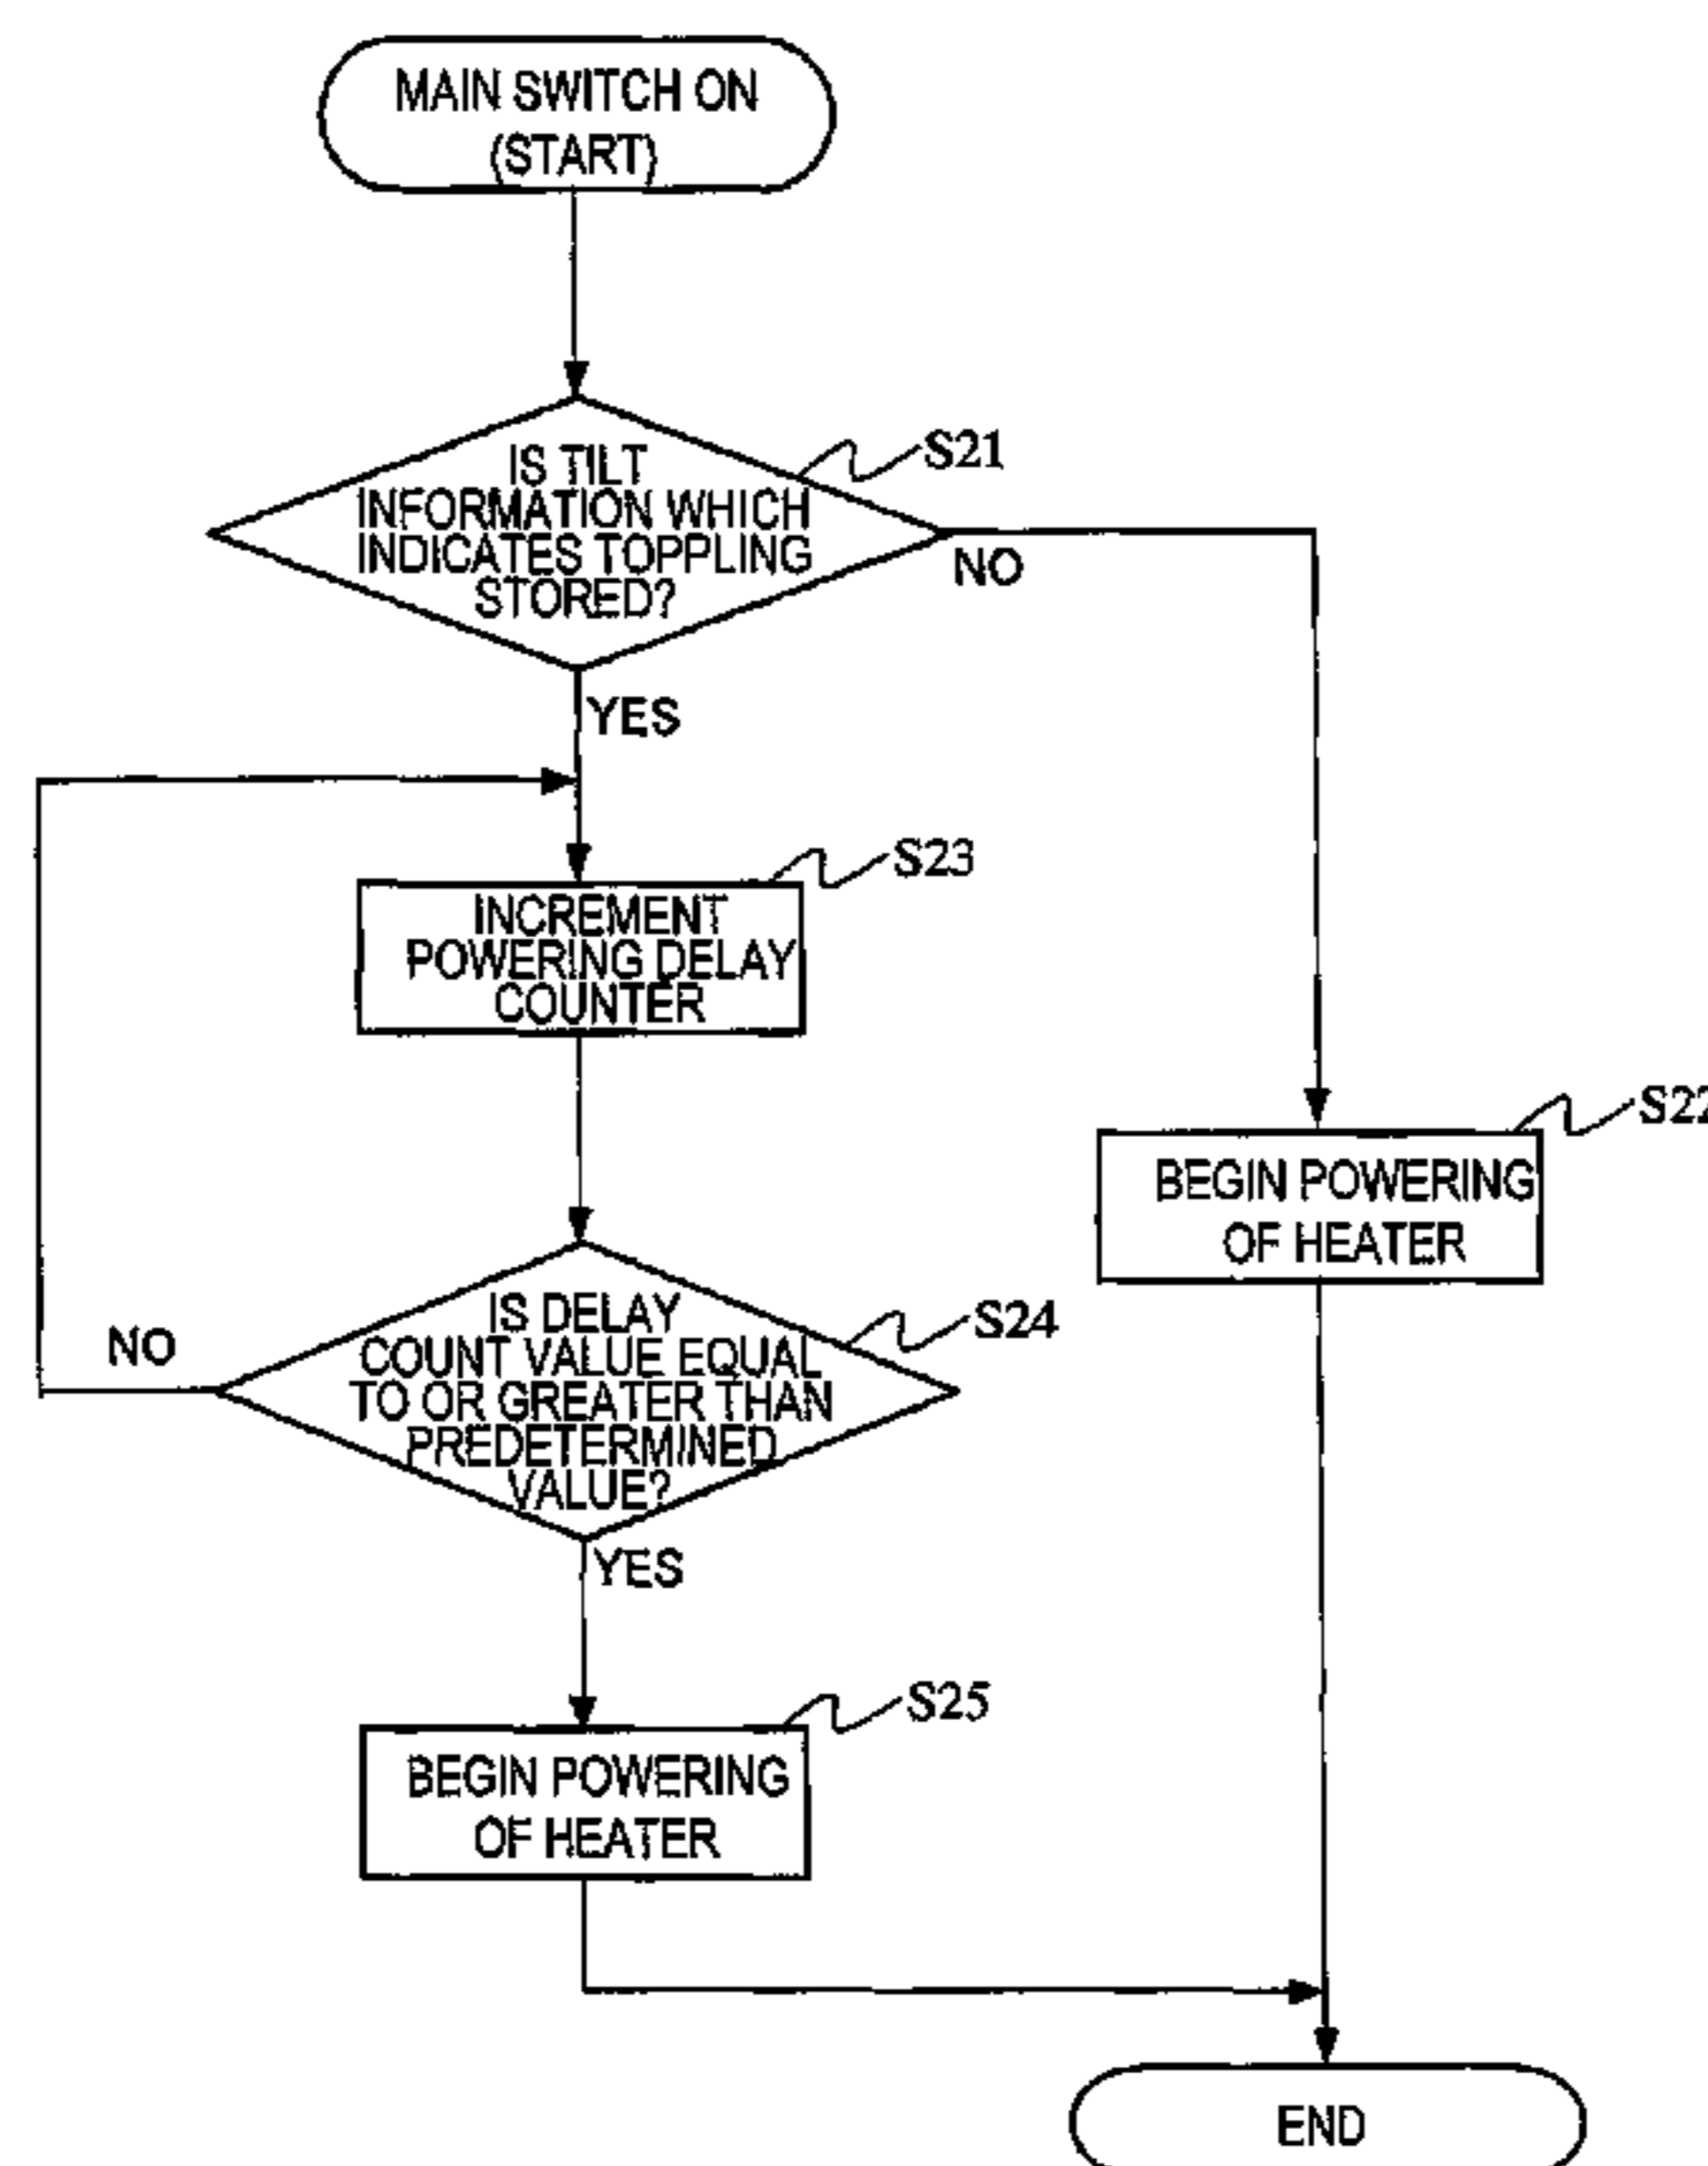 MAIN SWITCH ON
(START)
S21
IS TILT
INFORMATION WHICH
INDICATES TOPPLING
STORED?
NO
YES
S23
INCREMENT
POWERING DELAY
COUNTER
S22
BEGIN POWERING
OF HEATER
S24
IS DELAY
COUNT VALUE EQUAL
TO OR GREATER THAN
PREDETERMINED
VALUE?
NO
YES
S25
BEGIN POWERING
OF HEATER
END